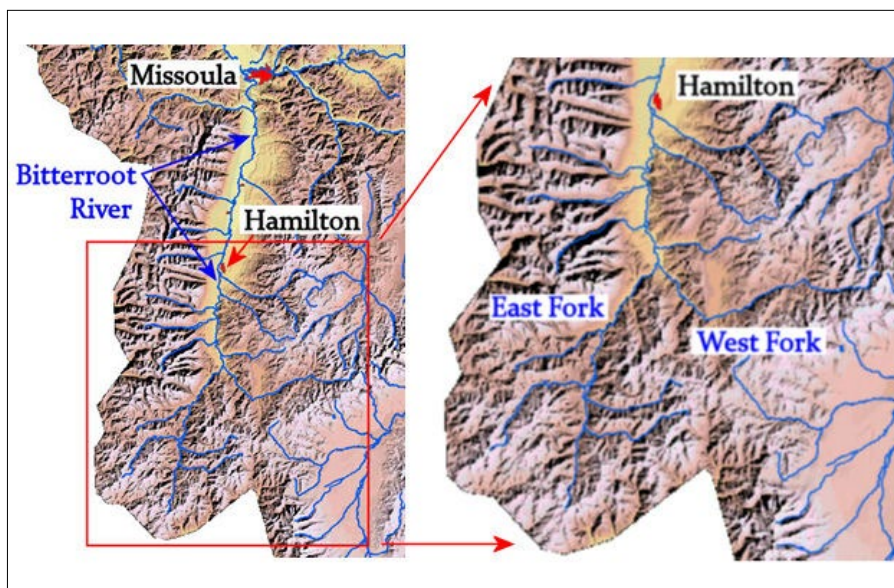 Missoula
Bitterroot
River
Hamilton
Hamilton
East Fork
West Fork